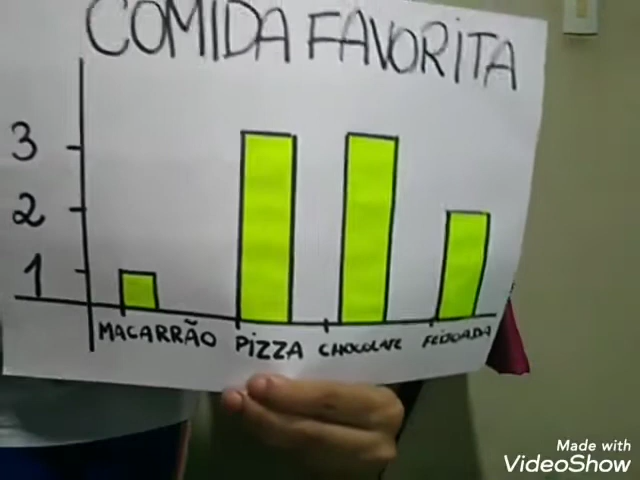 COMIDA FAVORITA
3
2
1
MACARRÃO PIZZA CHOCOLATE FEIJOADA
Made with
VideoShow